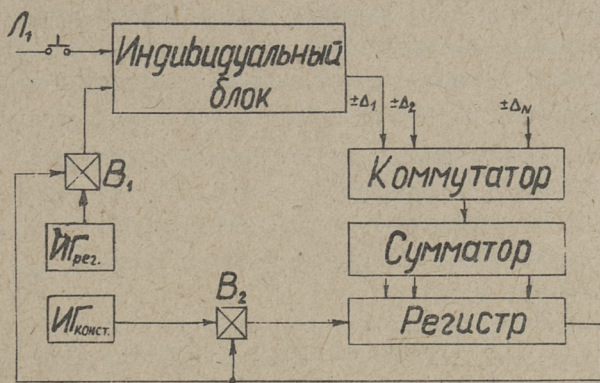 Л₁
Индивидуальный
блок
±Δ₁ ±Δ₂ ±ΔN
В₁
Коммутатор
ИГрег.
Сумматор
ИГконст.
В₂
Регистр